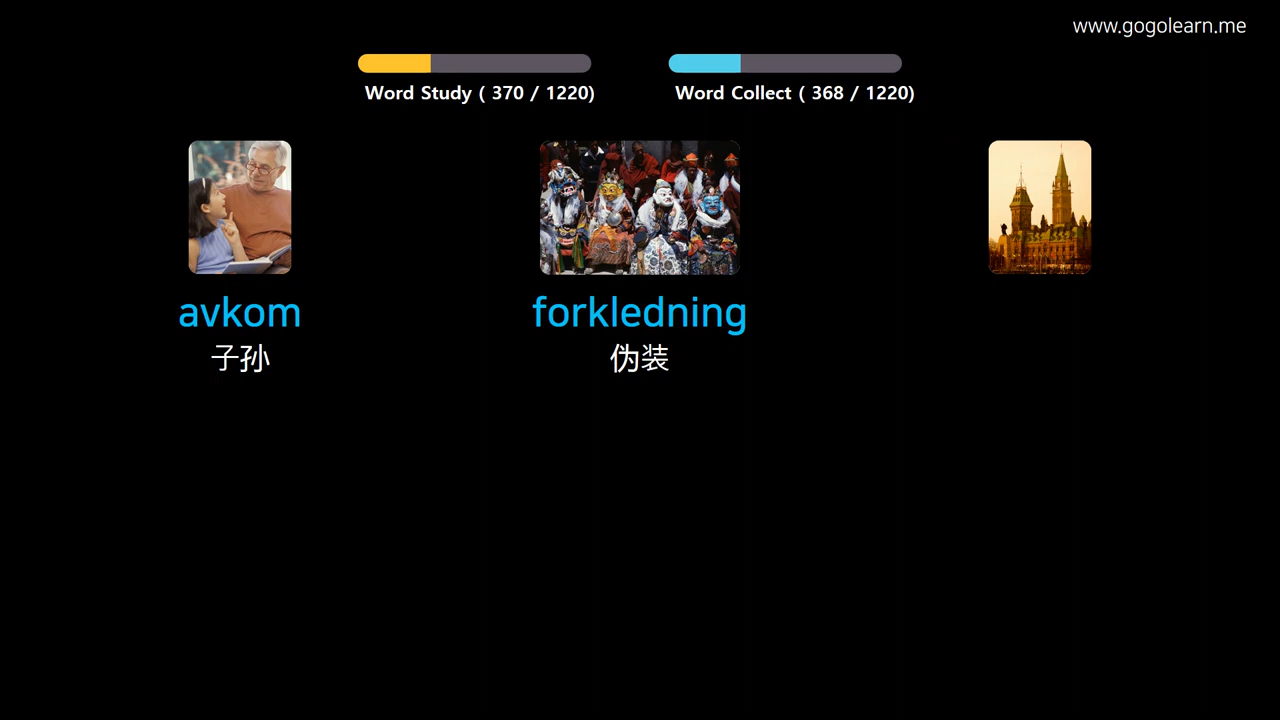 www.gogolearn.me
Word Study ( 370 / 1220)
Word Collect ( 368 / 1220)
avkom
子孙
forkledning
伪装